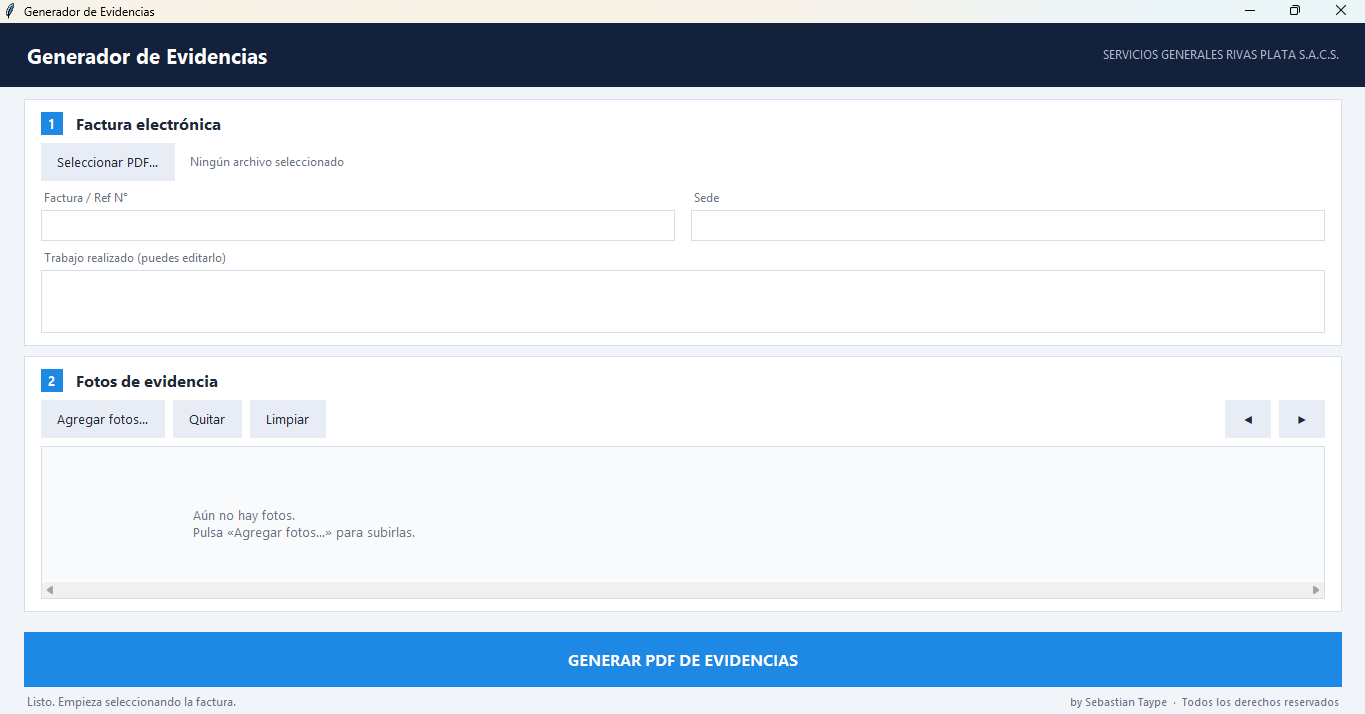 Generador de Evidencias
Generador de Evidencias
SERVICIOS GENERALES RIVAS PLATA S.A.C.S.
1 Factura electrónica
Seleccionar PDF... Ningún archivo seleccionado
Factura / Ref N° Sede
Trabajo realizado (puedes editarlo)
2 Fotos de evidencia
Agregar fotos... Quitar Limpiar ◄ ►
Aún no hay fotos.
Pulsa «Agregar fotos...» para subirlas.
GENERAR PDF DE EVIDENCIAS
Listo. Empieza seleccionando la factura.
by Sebastian Taype · Todos los derechos reservados